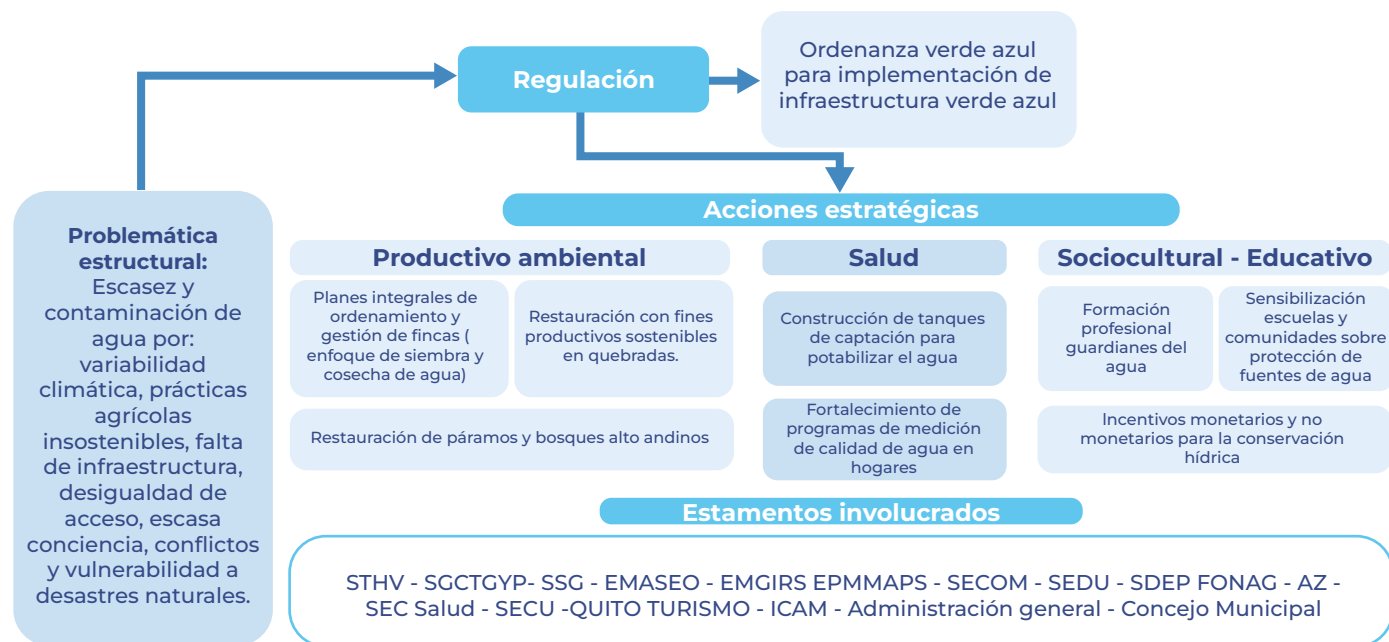 Regulación
Ordenanza verde azul
para implementación de
infraestructura verde azul
Problemática
estructural:
Escasez y
contaminación de
agua por:
variabilidad
climática, prácticas
agrícolas
insostenibles, falta
de infraestructura,
desigualdad de
acceso, escasa
conciencia, conflictos
y vulnerabilidad a
desastres naturales.
Acciones estratégicas
Productivo ambiental
Planes integrales de
ordenamiento y
gestión de fincas (
enfoque de siembra y
cosecha de agua)
Restauración con fines
productivos sostenibles
en quebradas.
Restauración de páramos y bosques alto andinos
Salud
Construcción de tanques
de captación para
potabilizar el agua
Fortalecimiento de
programas de medición
de calidad de agua en
hogares
Sociocultural - Educativo
Formación
profesional
guardianes del
agua
Sensibilización
escuelas y
comunidades sobre
protección de
fuentes de agua
Incentivos monetarios y no
monetarios para la conservación
hídrica
Estamentos involucrados
STHV - SGCTGYP- SSG - EMASEO - EMGIRS EPMMAPS - SECOM - SEDU - SDEP FONAG - AZ -
SEC Salud - SECU -QUITO TURISMO - ICAM - Administración general - Concejo Municipal